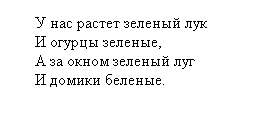 У нас растет зеленый лук
И огурцы зеленые,
А за окном зеленый луг
И домики беленые.